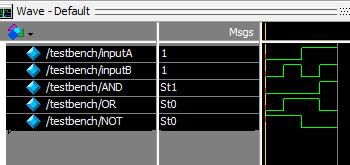 Wave - Default
Msgs
/testbench/inputA 1
/testbench/inputB 1
/testbench/AND St1
/testbench/OR St0
/testbench/NOT St0